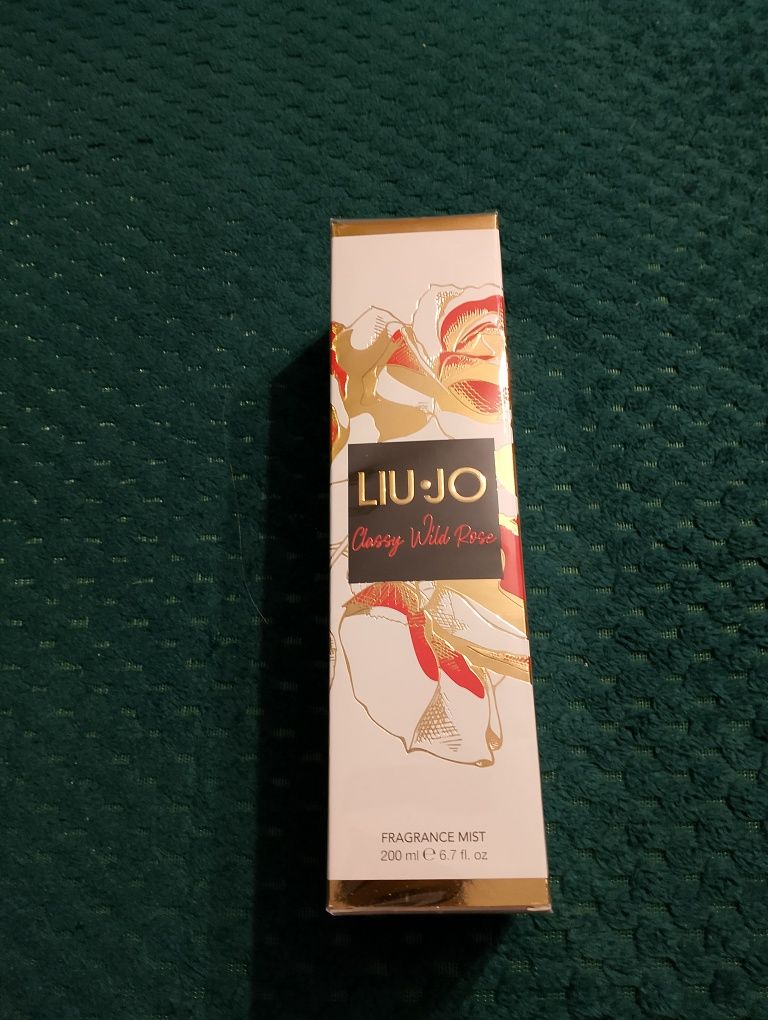 LIU·JO
Classy Wild Rose
FRAGRANCE MIST
200 ml ℮ 6.7 fl. oz